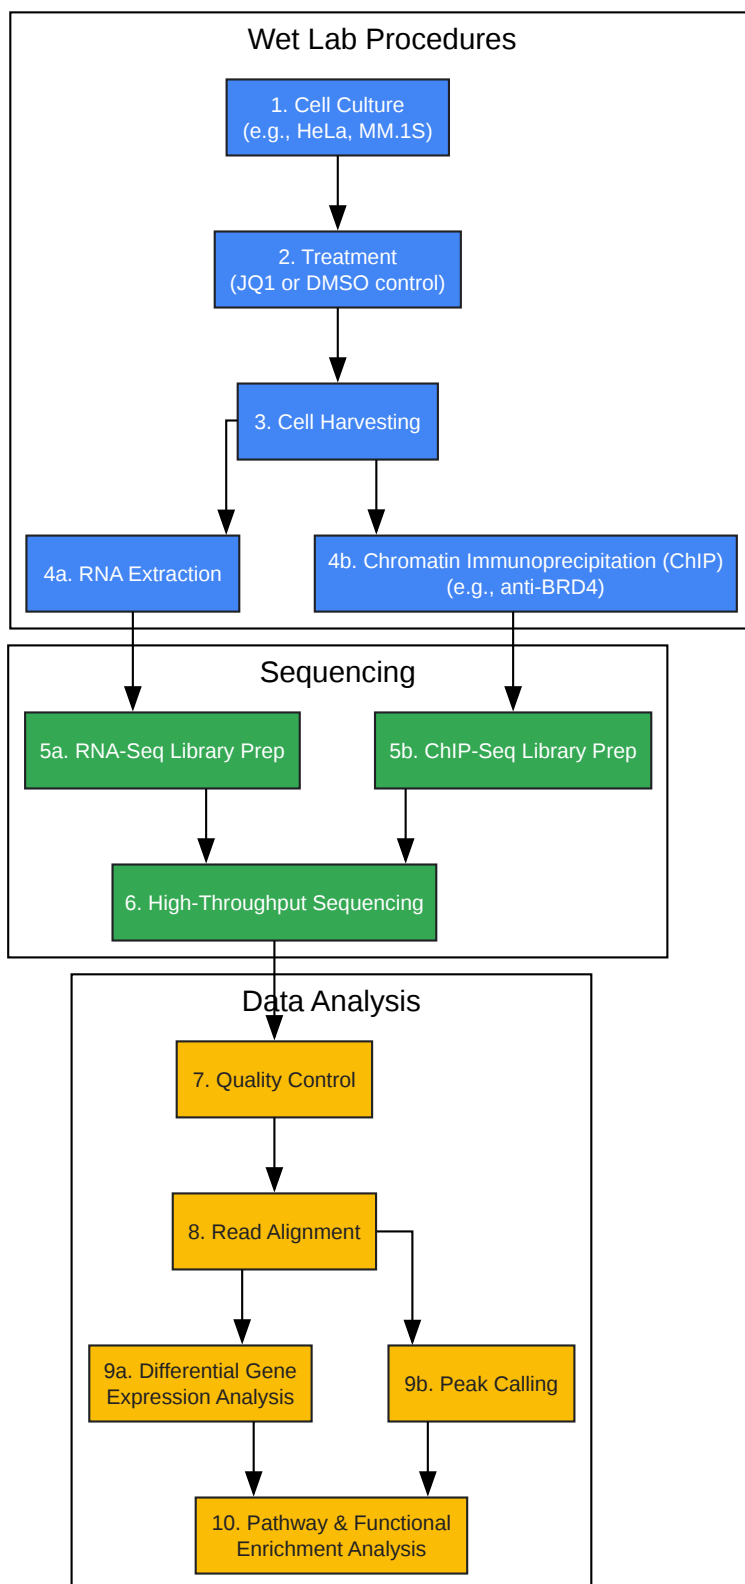 Wet Lab Procedures
1. Cell Culture
(e.g., HeLa, MM.1S)
2. Treatment
(JQ1 or DMSO control)
3. Cell Harvesting
4a. RNA Extraction
4b. Chromatin Immunoprecipitation (ChIP)
(e.g., anti-BRD4)
Sequencing
5a. RNA-Seq Library Prep
5b. ChIP-Seq Library Prep
6. High-Throughput Sequencing
Data Analysis
7. Quality Control
8. Read Alignment
9a. Differential Gene
Expression Analysis
9b. Peak Calling
10. Pathway & Functional
Enrichment Analysis